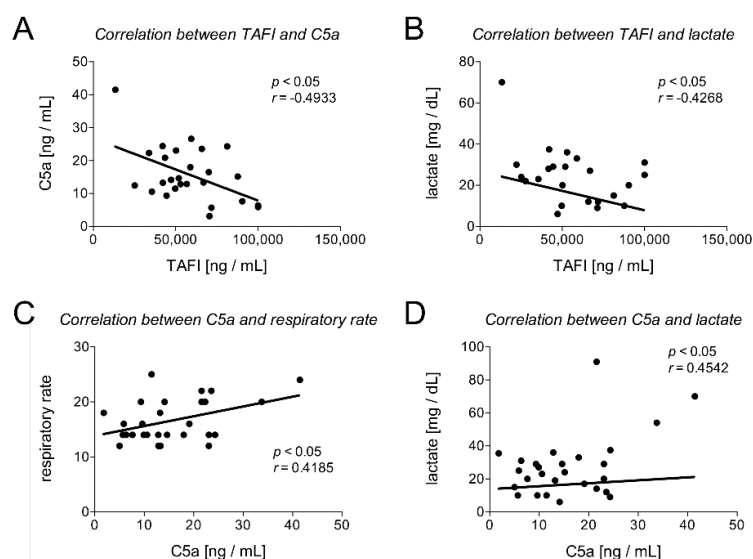 A
Correlation between TAFI and C5a
p < 0.05
r = -0.4933
C5a [ng / mL]
50
40
30
20
10
0
0
50,000
100,000
150,000
TAFI [ng / mL]
B
Correlation between TAFI and lactate
p < 0.05
r = -0.4268
lactate [mg / dL]
80
60
40
20
0
0
50,000
100,000
150,000
TAFI [ng / mL]
C
Correlation between C5a and respiratory rate
p < 0.05
r = 0.4185
respiratory rate
30
20
10
0
0
10
20
30
40
50
C5a [ng / mL]
D
Correlation between C5a and lactate
p < 0.05
r = 0.4542
lactate [mg / dL]
100
80
60
40
20
0
0
10
20
30
40
50
C5a [ng / mL]